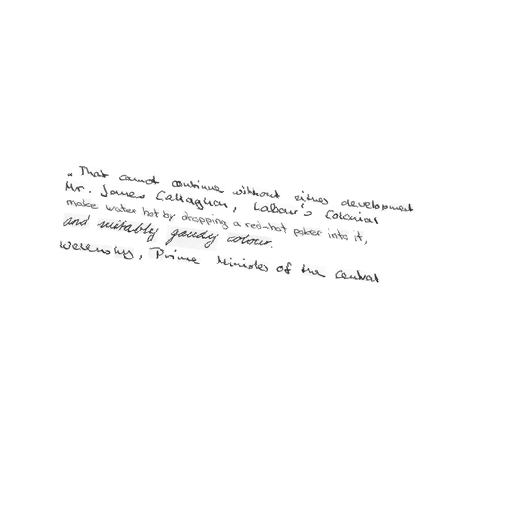 " That cannot continue without either development
Mr. James Callaghan, Labour's Colonial
make water hot by dropping a red-hot poker into it,
and suitably gaudy colour.
Welensky, Prime Minister of the Central